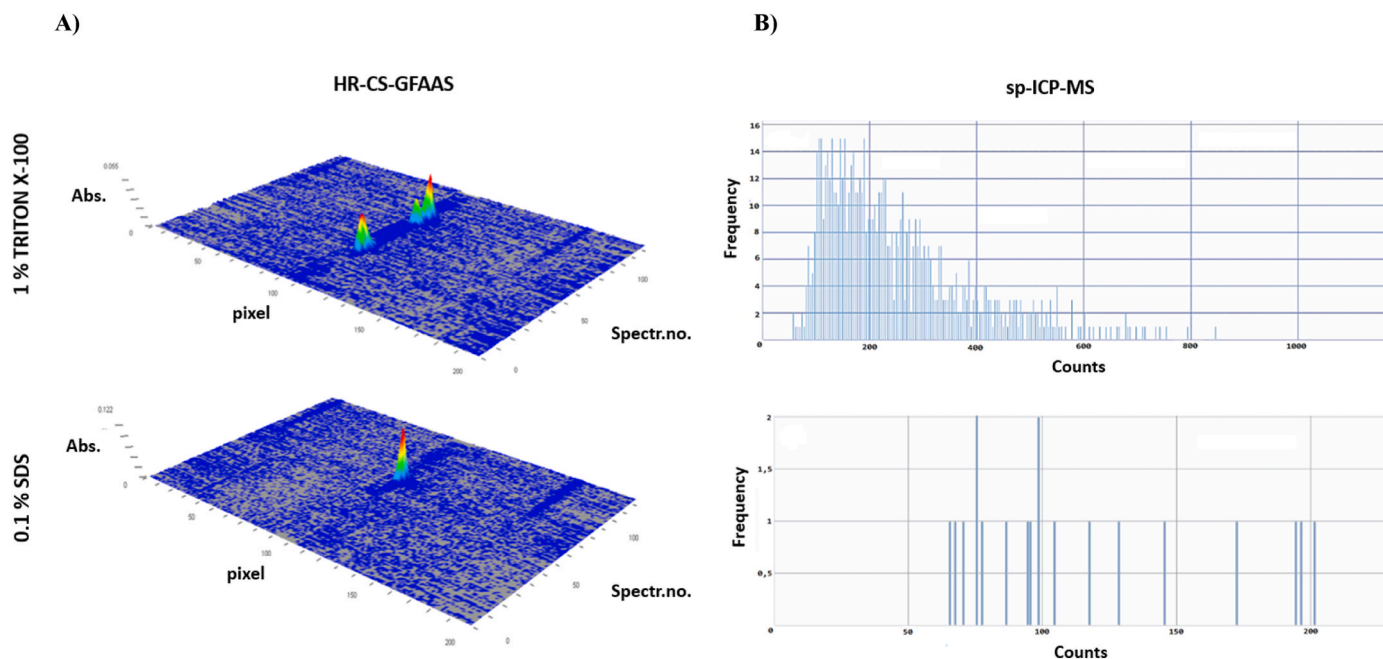 A)
B)
HR-CS-GFAAS
sp-ICP-MS
1 % TRITON X-100
0.055
Abs.
0
50
100
150
200
pixel
0
50
100
Spectr.no.
16
14
12
10
8
6
4
2
Frequency
0
200
400
600
800
1000
Counts
0.1 % SDS
0.122
Abs.
0
50
100
150
200
pixel
0
50
100
Spectr.no.
2
1,5
1
0,5
Frequency
0
50
100
150
200
Counts